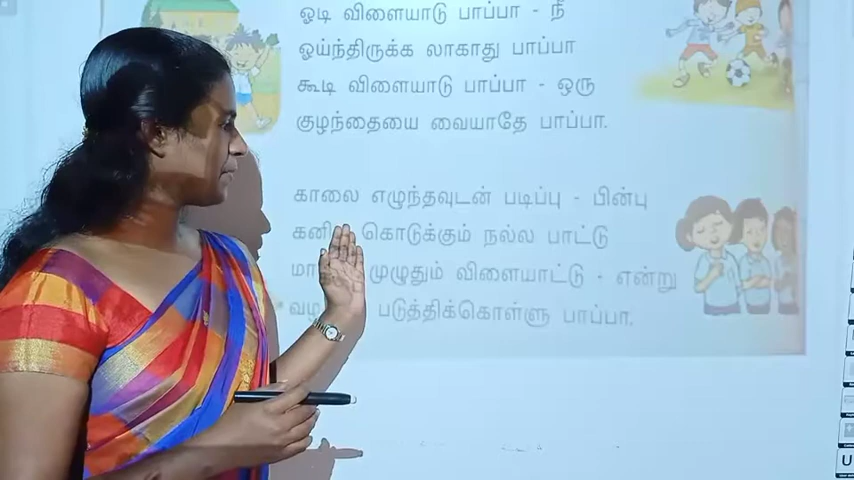 ஓடி விளையாடு பாப்பா - நீ
ஓய்ந்திருக்க லாகாது பாப்பா
கூடி விளையாடு பாப்பா - ஒரு
குழந்தையை வையாதே பாப்பா.
காலை எழுந்தவுடன் படிப்பு - பின்பு
கொடுக்கும் நல்ல பாட்டு
முழுதும் விளையாட்டு - என்று
படுத்திக்கொள்ளு பாப்பா.